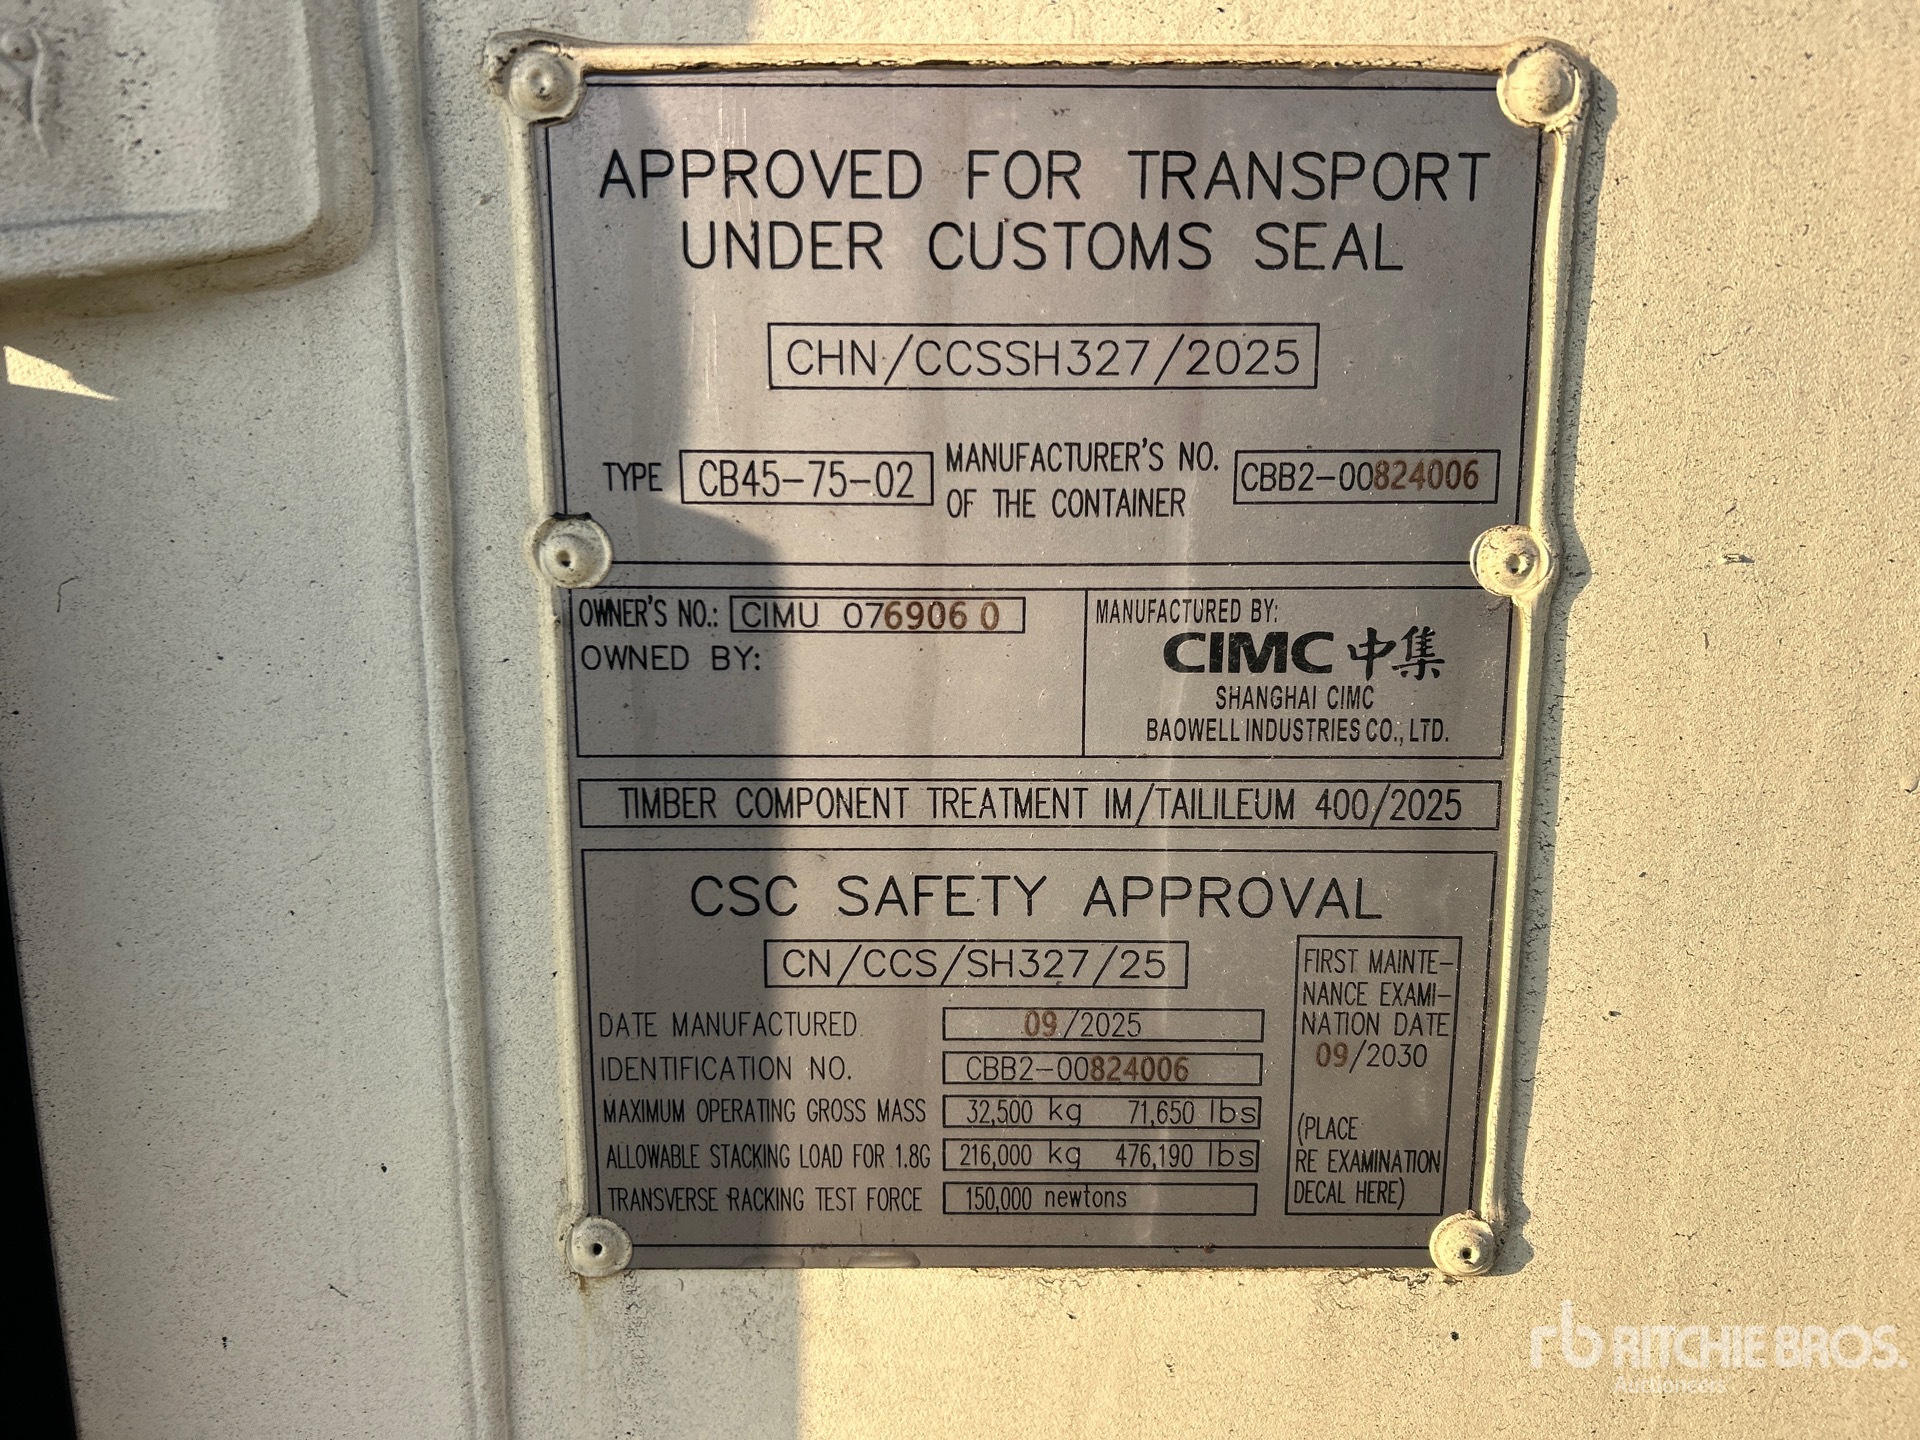 APPROVED FOR TRANSPORT
UNDER CUSTOMS SEAL
CHN/CCSSH327/2025
TYPE CB45-75-02 MANUFACTURER'S NO. OF THE CONTAINER CBB2-00824006
OWNER'S NO.: CIMU 076906 0
OWNED BY:
MANUFACTURED BY:
CIMC 中集
SHANGHAI CIMC
BAOWELL INDUSTRIES CO., LTD.
TIMBER COMPONENT TREATMENT IM/TAILILEUM 400/2025
CSC SAFETY APPROVAL
CN/CCS/SH327/25
DATE MANUFACTURED 09/2025
IDENTIFICATION NO. CBB2-00824006
MAXIMUM OPERATING GROSS MASS 32,500 kg 71,650 lbs
ALLOWABLE STACKING LOAD FOR 1.8G 216,000 kg 476,190 lbs
TRANSVERSE RACKING TEST FORCE 150,000 newtons
FIRST MAINTE-
NANCE EXAMI-
NATION DATE
09/2030
(PLACE
RE EXAMINATION
DECAL HERE)
rb RITCHIE BROS.
Auctioneers